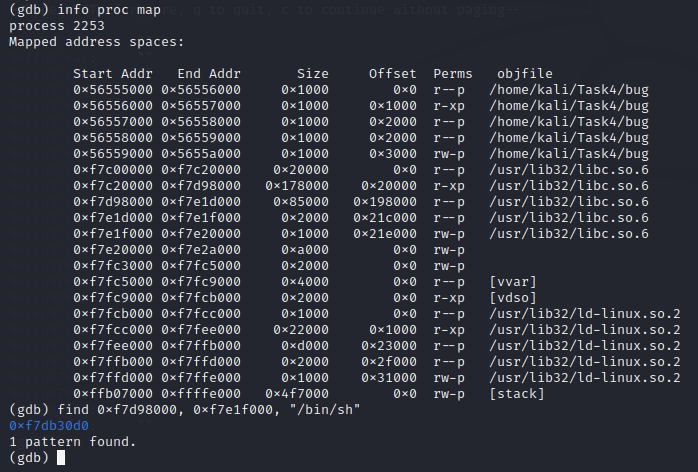 (gdb) info proc map
process 2253
Mapped address spaces:
Start Addr End Addr Size Offset Perms objfile
0×56555000 0×56556000 0×1000 0×0 r--p /home/kali/Task4/bug
0×56556000 0×56557000 0×1000 0×1000 r-xp /home/kali/Task4/bug
0×56557000 0×56558000 0×1000 0×2000 r--p /home/kali/Task4/bug
0×56558000 0×56559000 0×1000 0×2000 r--p /home/kali/Task4/bug
0×56559000 0×5655a000 0×1000 0×3000 rw-p /home/kali/Task4/bug
0×f7c00000 0×f7c20000 0×20000 0×0 r--p /usr/lib32/libc.so.6
0×f7c20000 0×f7d98000 0×178000 0×20000 r-xp /usr/lib32/libc.so.6
0×f7d98000 0×f7e1d000 0×85000 0×198000 r--p /usr/lib32/libc.so.6
0×f7e1d000 0×f7e1f000 0×2000 0×21c000 r--p /usr/lib32/libc.so.6
0×f7e1f000 0×f7e20000 0×1000 0×21e000 rw-p /usr/lib32/libc.so.6
0×f7e20000 0×f7e2a000 0×a000 0×0 rw-p
0×f7fc3000 0×f7fc5000 0×2000 0×0 rw-p
0×f7fc5000 0×f7fc9000 0×4000 0×0 r--p [vvar]
0×f7fc9000 0×f7fcb000 0×2000 0×0 r-xp [vdso]
0×f7fcb000 0×f7fcc000 0×1000 0×0 r--p /usr/lib32/ld-linux.so.2
0×f7fcc000 0×f7fee000 0×22000 0×1000 r-xp /usr/lib32/ld-linux.so.2
0×f7fee000 0×f7ffb000 0×d000 0×23000 r--p /usr/lib32/ld-linux.so.2
0×f7ffb000 0×f7ffd000 0×2000 0×2f000 r--p /usr/lib32/ld-linux.so.2
0×f7ffd000 0×f7ffe000 0×1000 0×31000 rw-p /usr/lib32/ld-linux.so.2
0×ffb07000 0×ffffe000 0×4f7000 0×0 rw-p [stack]
(gdb) find 0×f7d98000, 0×f7e1f000, "/bin/sh"
0×f7db30d0
1 pattern found.
(gdb)